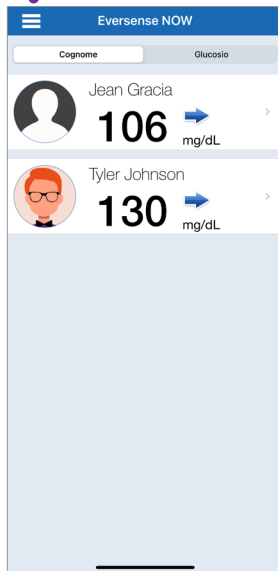 Eversense NOW
Cognome Glucosio
Jean Gracia
106
mg/dL
Tyler Johnson
130
mg/dL